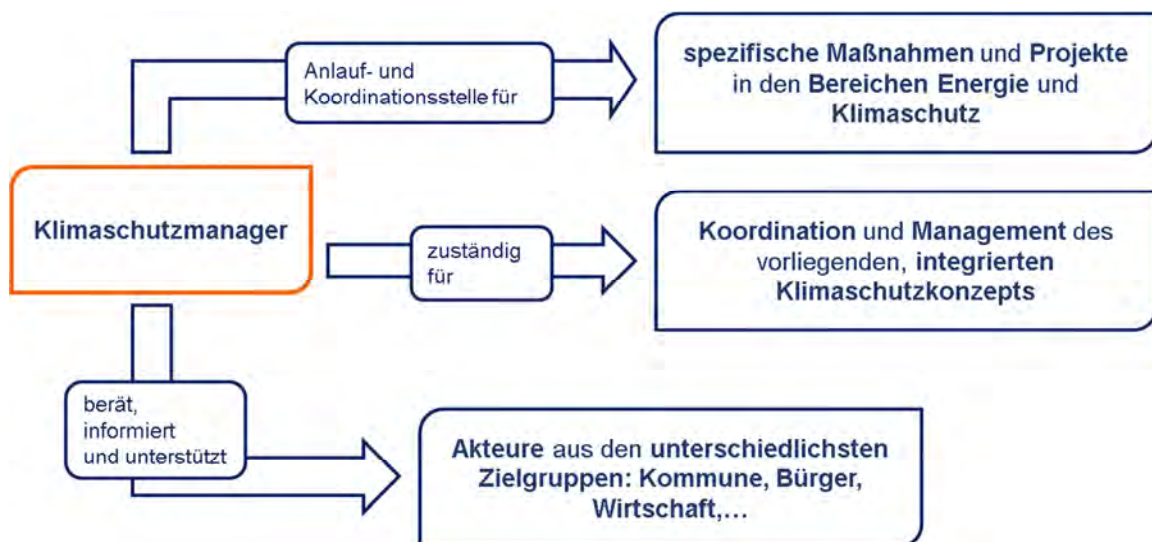 Anlauf- und
Koordinationsstelle für
spezifische Maßnahmen und Projekte
in den Bereichen Energie und
Klimaschutz
Klimaschutzmanager
zuständig
für
Koordination und Management des
vorliegenden, integrierten
Klimaschutzkonzepts
berät,
informiert
und unterstützt
Akteure aus den unterschiedlichsten
Zielgruppen: Kommune, Bürger,
Wirtschaft,…